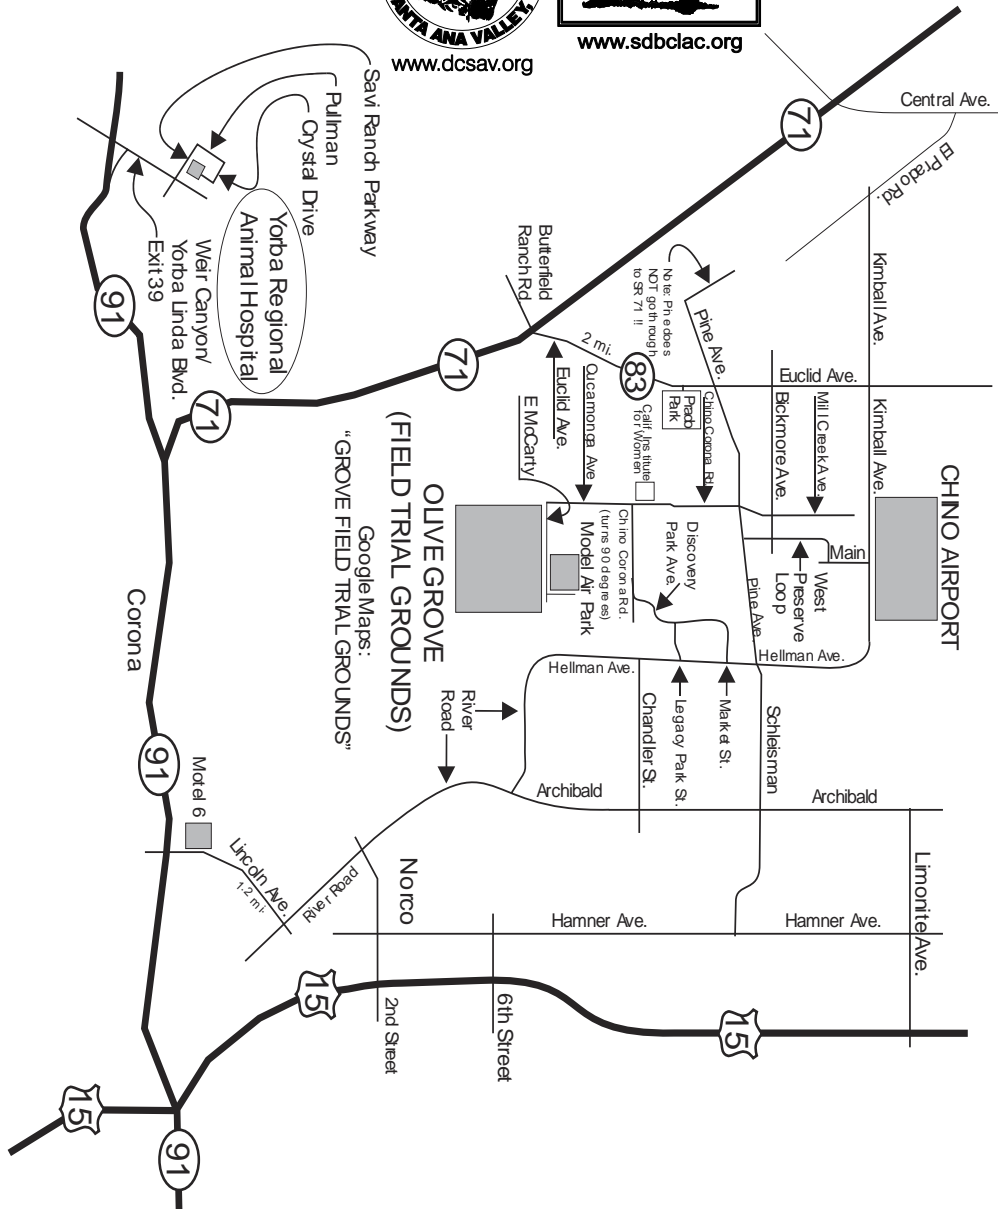 ANTA ANA VALLEY,
www.dcsav.org
www.sdbclac.org
Central Ave.
El Prado Rd.
71
Savi Ranch Parkway
Pullman
Crystal Drive
Yorba Regional
Animal Hospital
Weir Canyon/
Yorba Linda Blvd.
Exit 39
91
71
71
Butterfield
Ranch Rd.
Note: Pine does
NOT go through
to SR 71 !!
Pine Ave.
2 mi.
83
Euclid Ave.
Euclid Ave.
Kimball Ave.
Kimball Ave.
Mill Creek Ave.
Bickmore Ave.
Prado
Park
Chino Corona Rd.
Calif. Institute
for Women
Cucamonga Ave
E McCarty
CHINO AIRPORT
Main
West
Preserve
Loop
Pine Ave.
Discovery
Park Ave.
Chino Corona Rd.
(turns 90 degrees)
Model Air Park
OLIVE GROVE
(FIELD TRIAL GROUNDS)
Google Maps:
"GROVE FIELD TRIAL GROUNDS"
Hellman Ave.
Hellman Ave.
Schleisman
Market St.
Legacy Park St.
Chandler St.
River
Road
Archibald
Archibald
Limonite Ave.
Corona
91
Motel 6
Lincoln Ave.
1.2 mi.
River Road
Norco
Hamner Ave.
Hamner Ave.
6th Street
2nd Street
15
15
15
91